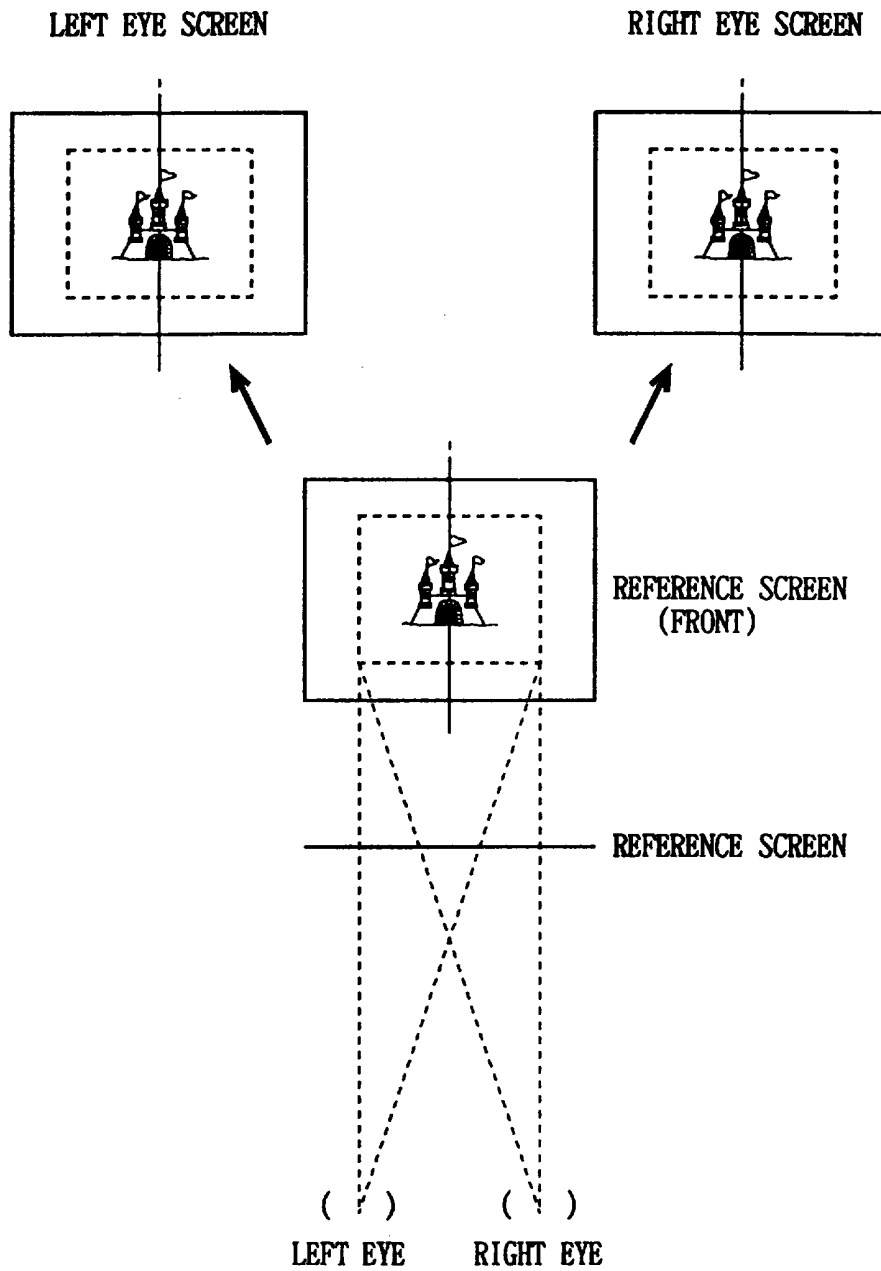 LEFT EYE SCREEN
RIGHT EYE SCREEN
REFERENCE SCREEN
(FRONT)
REFERENCE SCREEN
( )
( )
LEFT EYE
RIGHT EYE